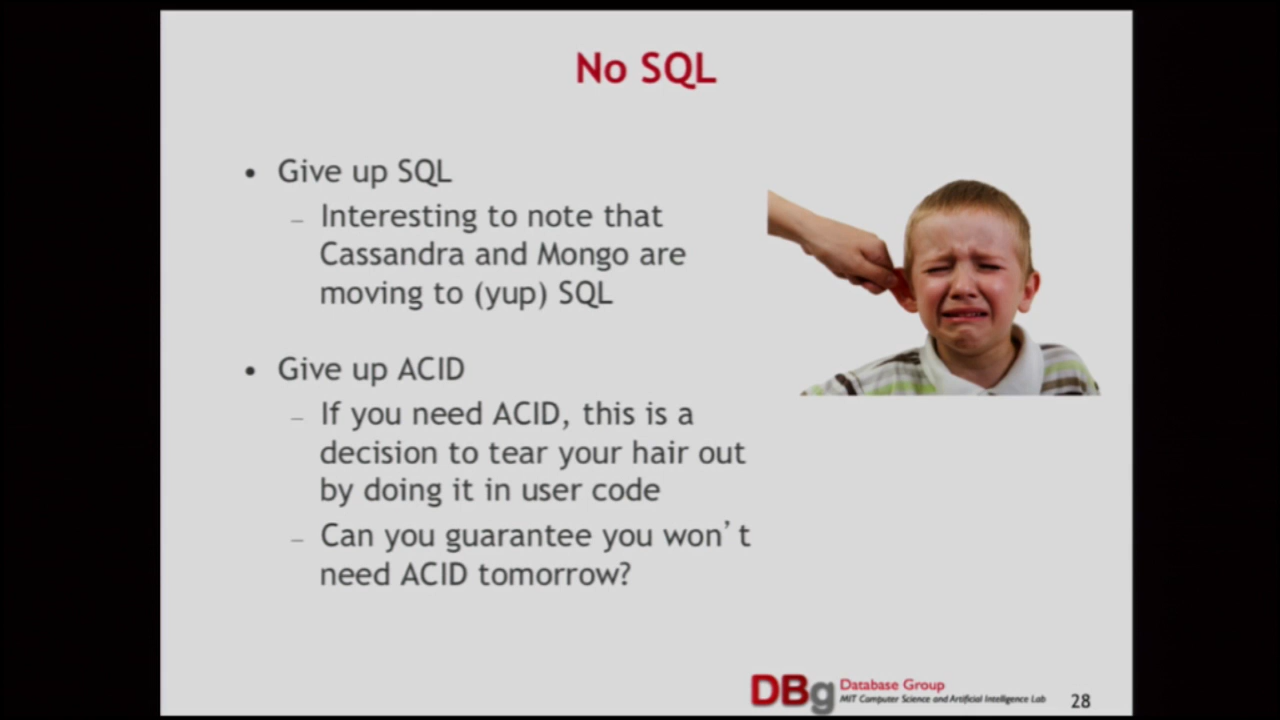 No SQL
• Give up SQL
– Interesting to note that
Cassandra and Mongo are
moving to (yup) SQL
• Give up ACID
– If you need ACID, this is a
decision to tear your hair out
by doing it in user code
– Can you guarantee you won't
need ACID tomorrow?
DBg
Database Group
MIT Computer Science and Artificial Intelligence Lab
28